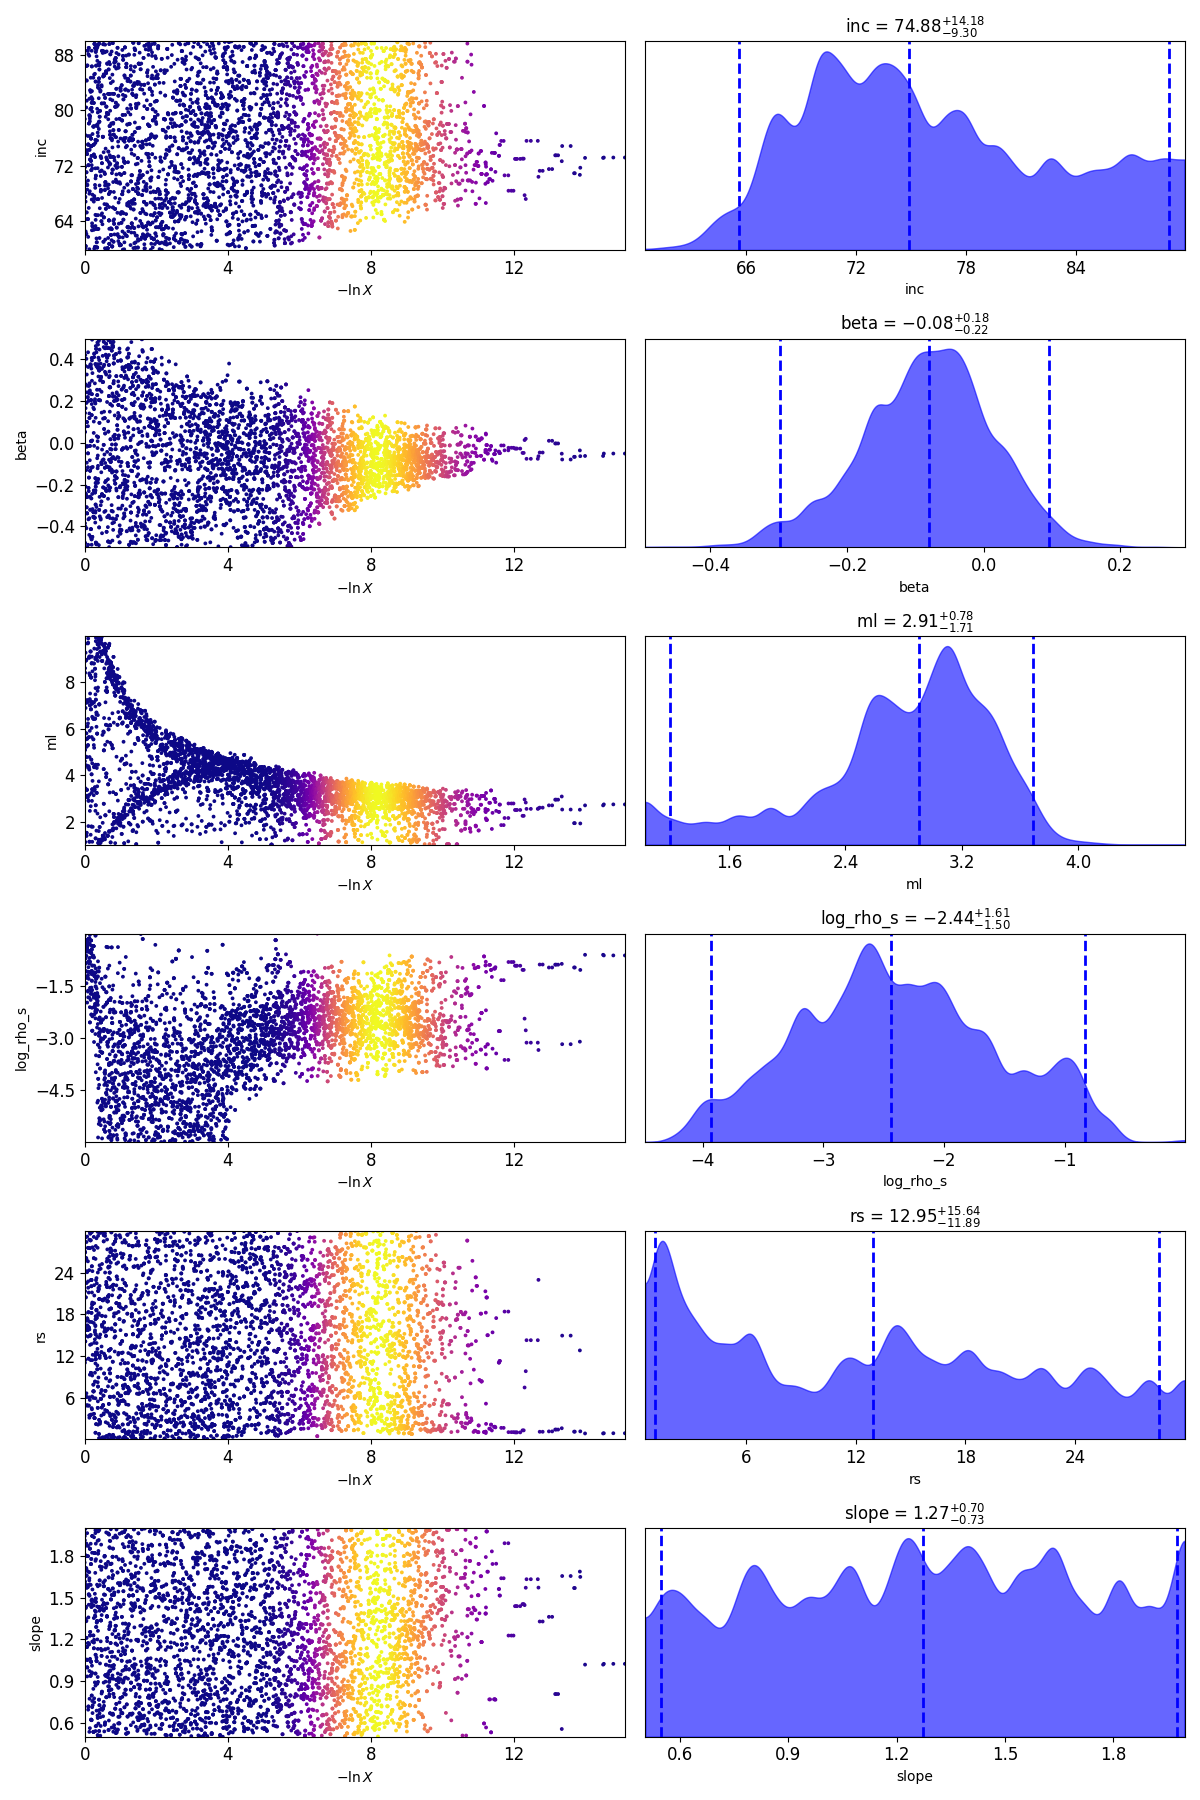 inc = 74.88 +14.18 −9.30
88
80
72
64
inc
0 4 8 12
−ln X
66 72 78 84
inc
beta = −0.08 +0.18 −0.22
0.4
0.2
0.0
−0.2
−0.4
beta
0 4 8 12
−ln X
−0.4 −0.2 0.0 0.2
beta
ml = 2.91 +0.78 −1.71
8
6
4
2
ml
0 4 8 12
−ln X
1.6 2.4 3.2 4.0
ml
log_rho_s = −2.44 +1.61 −1.50
−1.5
−3.0
−4.5
log_rho_s
0 4 8 12
−ln X
−4 −3 −2 −1
log_rho_s
rs = 12.95 +15.64 −11.89
24
18
12
6
rs
0 4 8 12
−ln X
6 12 18 24
rs
slope = 1.27 +0.70 −0.73
1.8
1.5
1.2
0.9
0.6
slope
0 4 8 12
−ln X
0.6 0.9 1.2 1.5 1.8
slope